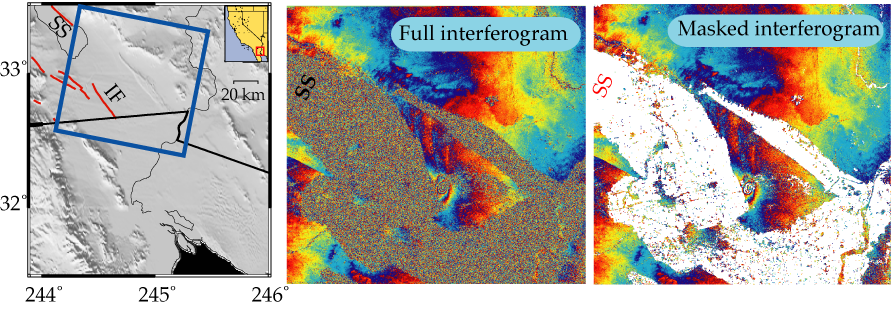 SS
33°
IF
20 km
32°
244°
245°
246°
Full interferogram
SS
Masked interferogram
SS